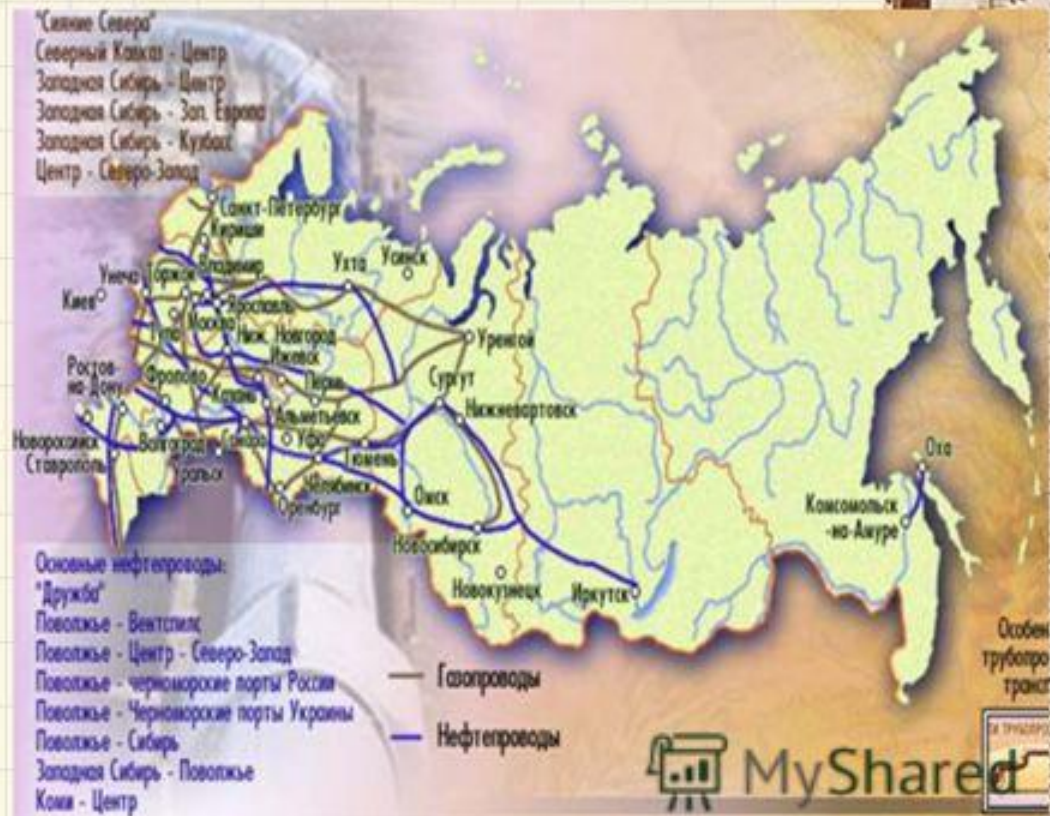 "Сияние Севера"
Северный Кавказ - Центр
Западная Сибирь - Центр
Западная Сибирь - Зап. Европа
Западная Сибирь - Кузбасс
Центр - Северо-Запад
Санкт-Петербург
Кириши
Унеча
Торжок
Владимир
Ухта
Усинск
Киев
Ярославль
Москва
Тула
Ниж. Новгород
Уренгой
Ижевск
Ростов-
на-Дону
Фролово
Казань
Пермь
Сургут
Нижневартовск
Альметьевск
Новороссийск
Волгоград
Самара
Уфа
Тюмень
Ставрополь
Уральск
Челябинск
Оренбург
Омск
Новосибирск
Новокузнецк
Иркутск
Оха
Комсомольск
-на-Амуре
Основные нефтепроводы:
"Дружба"
Поволжье - Вентспилс
Поволжье - Центр - Северо-Запад
Поволжье - черноморские порты России
Поволжье - Черноморские порты Украины
Поволжье - Сибирь
Западная Сибирь - Поволжье
Коми - Центр
Газопроводы
Нефтепроводы
Особен
трубопро
трансп
MyShared